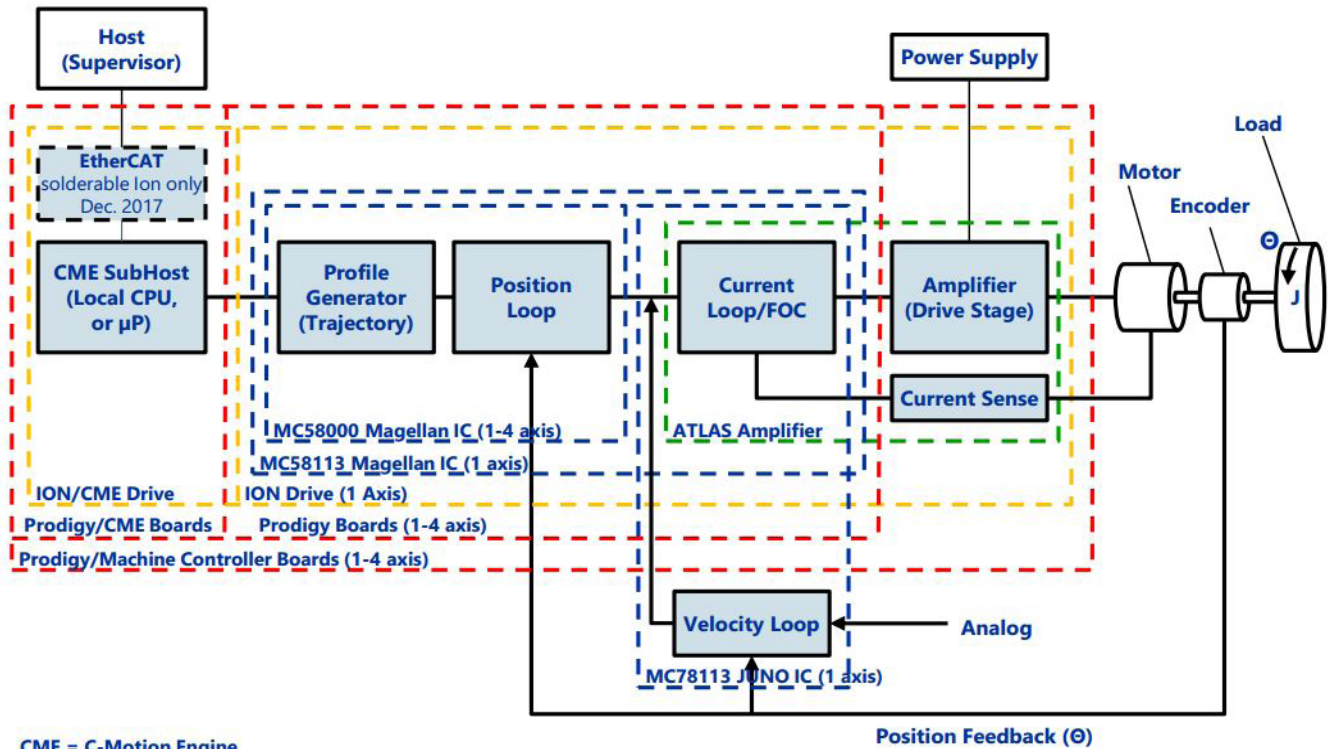 Host
(Supervisor)
Power Supply
Load
EtherCAT
solderable Ion only
Dec. 2017
Motor
Encoder
Θ
J
CME SubHost
(Local CPU,
or µP)
Profile
Generator
(Trajectory)
Position
Loop
Current
Loop/FOC
Amplifier
(Drive Stage)
Current Sense
MC58000 Magellan IC (1-4 axis)
ATLAS Amplifier
MC58113 Magellan IC (1 axis)
ION/CME Drive
ION Drive (1 Axis)
Prodigy/CME Boards
Prodigy Boards (1-4 axis)
Prodigy/Machine Controller Boards (1-4 axis)
Velocity Loop
Analog
MC78113 JUNO IC (1 axis)
Position Feedback (Θ)
CME = C-Motion Engine